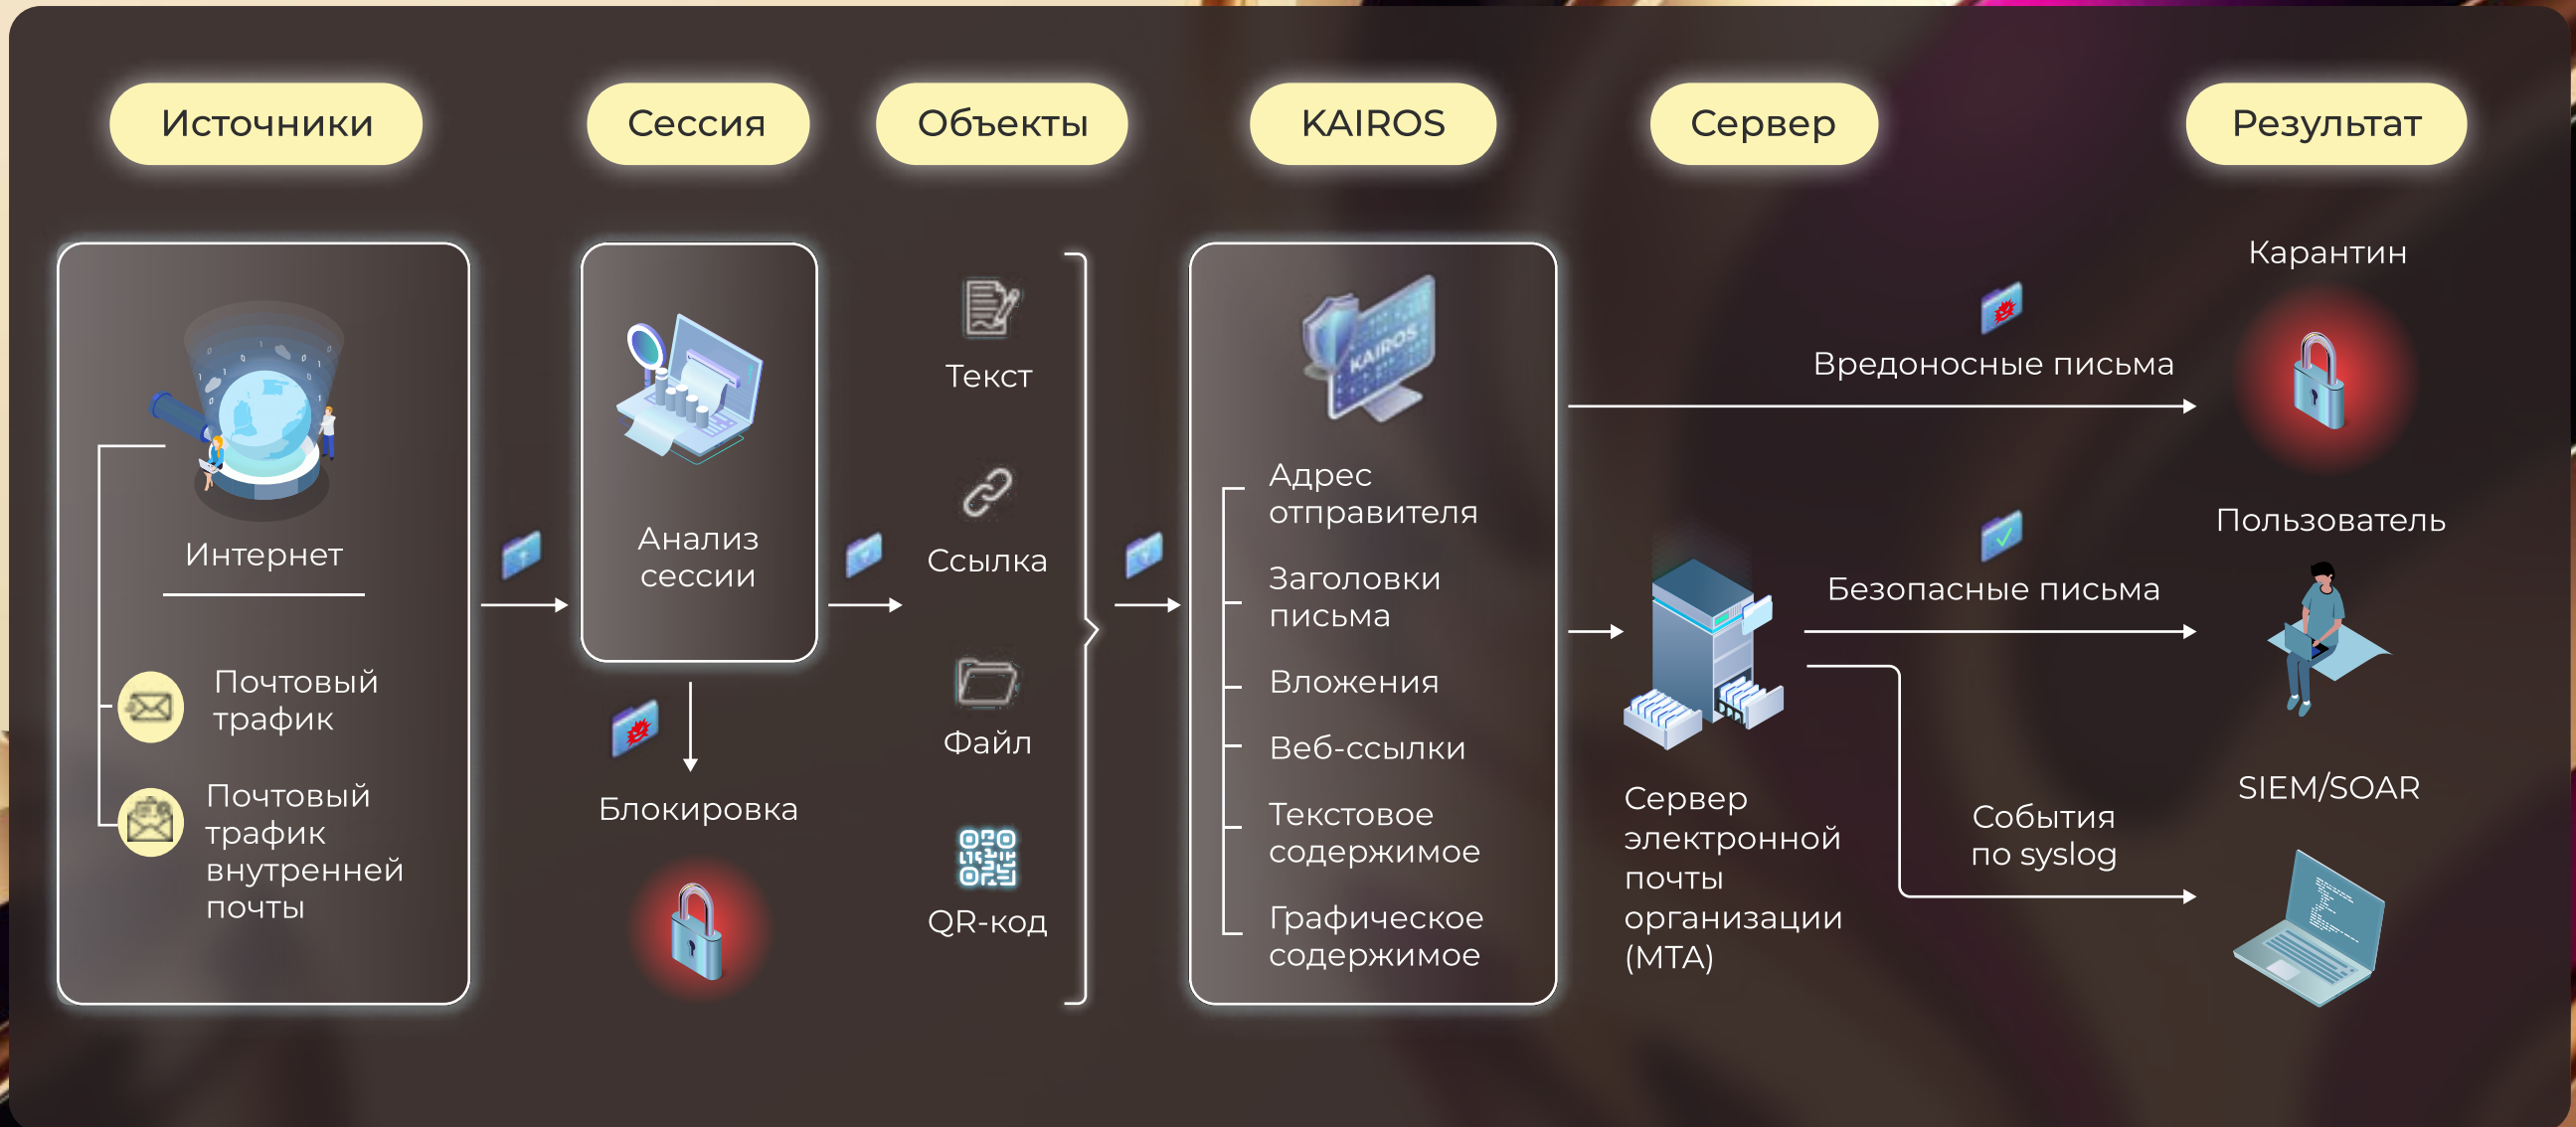 Источники
Сессия
Объекты
KAIROS
Сервер
Результат
Интернет
Почтовый
трафик
Почтовый
трафик
внутренней
почты
Анализ
сессии
Блокировка
Текст
Ссылка
Файл
QR-код
KAIROS
Адрес
отправителя
Заголовки
письма
Вложения
Веб-ссылки
Текстовое
содержимое
Графическое
содержимое
Сервер
электронной
почты
организации
(МТА)
Вредоносные письма
Безопасные письма
События
по syslog
Карантин
Пользователь
SIEM/SOAR